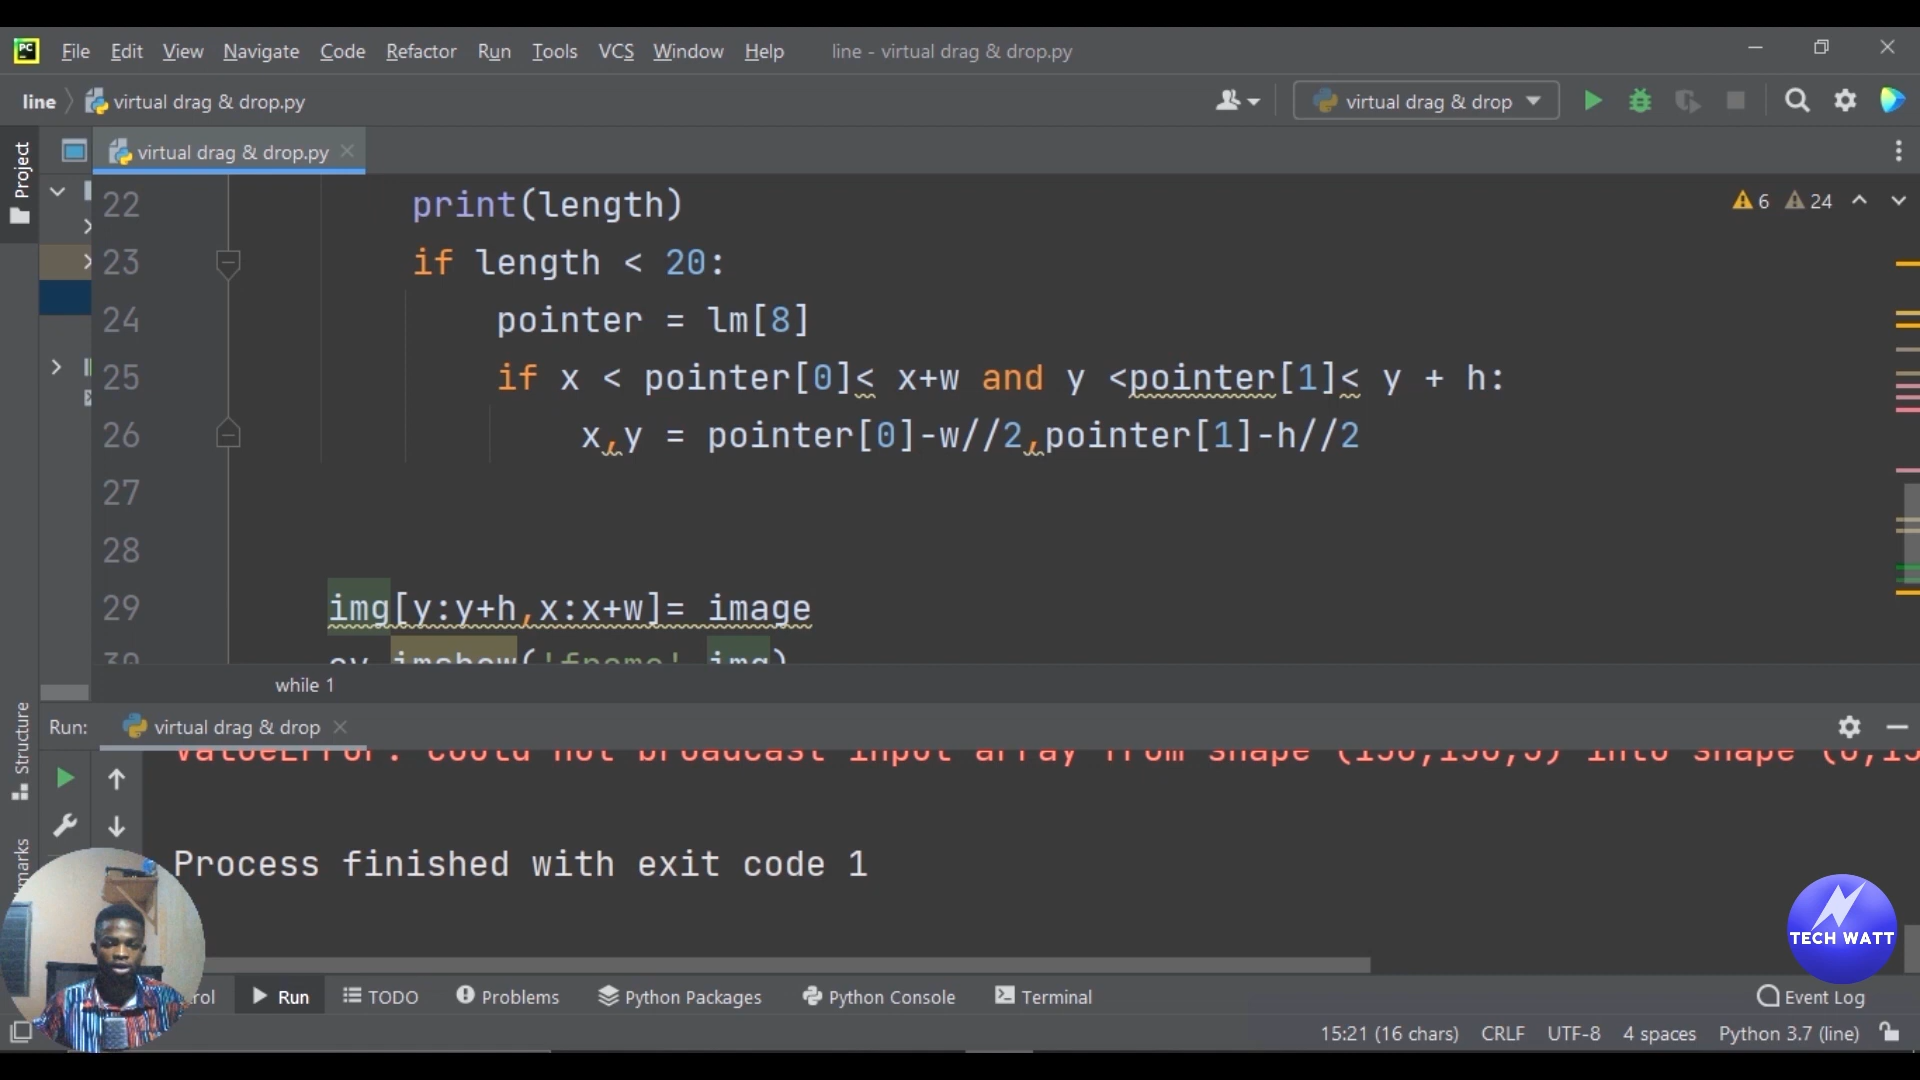 PC File Edit View Navigate Code Refactor Run Tools VCS Window Help line - virtual drag & drop.py
line virtual drag & drop.py virtual drag & drop
Project
virtual drag & drop.py
22 print(length)
6 24
23 if length < 20:
24 pointer = lm[8]
25 if x < pointer[0]< x+w and y <pointer[1]< y + h:
26 x,y = pointer[0]-w//2,pointer[1]-h//2
27
28
29 img[y:y+h,x:x+w]= image
30 cv.imshow('frame',img)
while 1
Structure
Run: virtual drag & drop
ValueError: could not broadcast input array from shape (150,150,3) into shape (0,15
Process finished with exit code 1
marks
TECH WATT
rol Run TODO Problems Python Packages Python Console Terminal Event Log
15:21 (16 chars) CRLF UTF-8 4 spaces Python 3.7 (line)